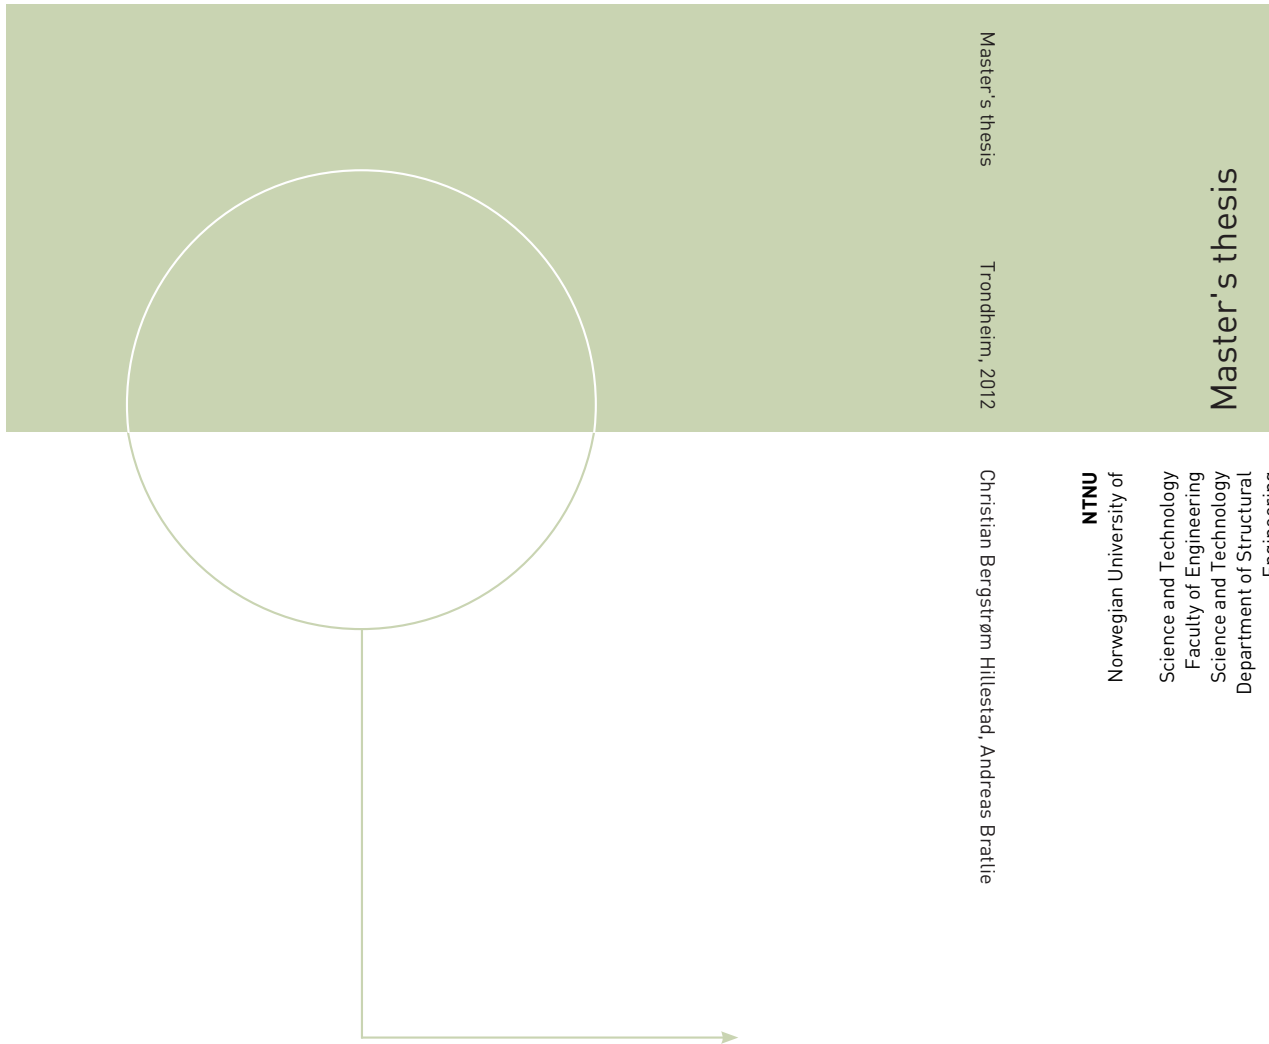 Master's thesis
Trondheim, 2012
Christian Bergstrøm Hillestad, Andreas Bratlie
Master's thesis
NTNU
Norwegian University of
Science and Technology
Faculty of Engineering
Science and Technology
Department of Structural